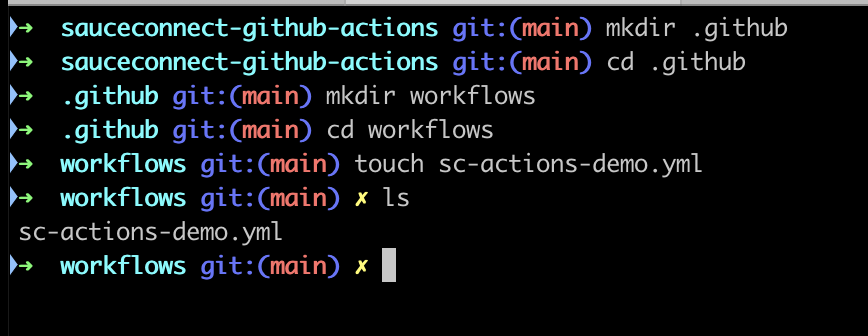 ➜ sauceconnect-github-actions git:(main) mkdir .github
➜ sauceconnect-github-actions git:(main) cd .github
➜ .github git:(main) mkdir workflows
➜ .github git:(main) cd workflows
➜ workflows git:(main) touch sc-actions-demo.yml
➜ workflows git:(main) ✗ ls
sc-actions-demo.yml
➜ workflows git:(main) ✗